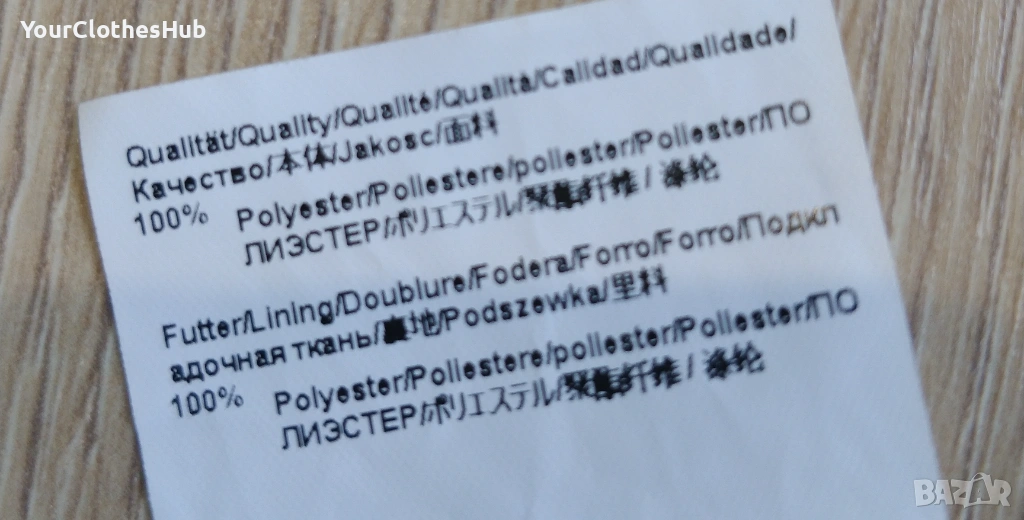 YourClothesHub
Qualität/Quality/Qualité/Qualità/Calidad/Qualidade/
Качество/本体/Jakosc/面料
100% Polyester/Poliestere/poliester/Poliester/ПО
ЛИЭСТЕР/ポリエステル/聚酯纤维 / 涤纶
Futter/Lining/Doublure/Fodera/Forro/Forro/Подкл
адочная ткань/裏地/Podszewka/里料
100% Polyester/Poliestere/poliester/Poliester/ПО
ЛИЭСТЕР/ポリエステル/聚酯纤维 / 涤纶
BAZAR